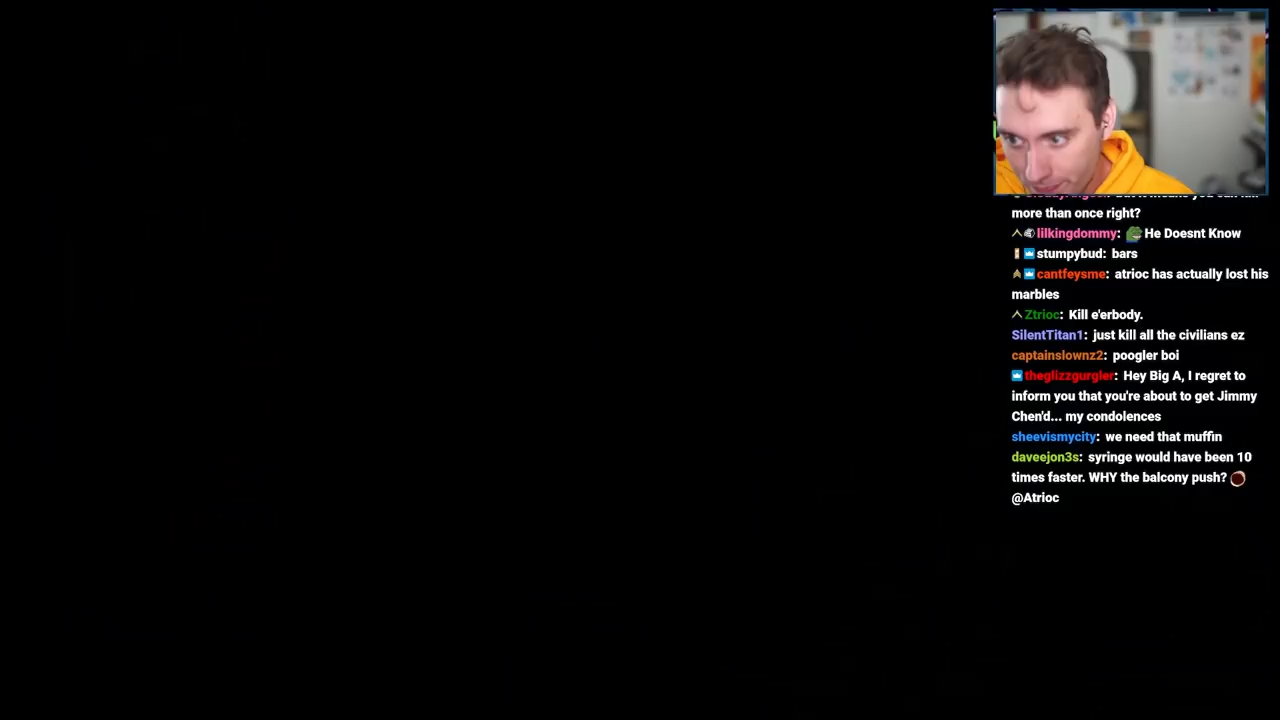 more than once right?
lilkingdommy: He Doesnt Know
stumpybud: bars
cantfeysme: atrioc has actually lost his
marbles
Ztrioc: Kill e'erbody.
SilentTitan1: just kill all the civilians ez
captainslownz2: poogler boi
theglizzgurgler: Hey Big A, I regret to
inform you that you're about to get Jimmy
Chen'd... my condolences
sheevismycity: we need that muffin
daveejon3s: syringe would have been 10
times faster. WHY the balcony push?
@Atrioc